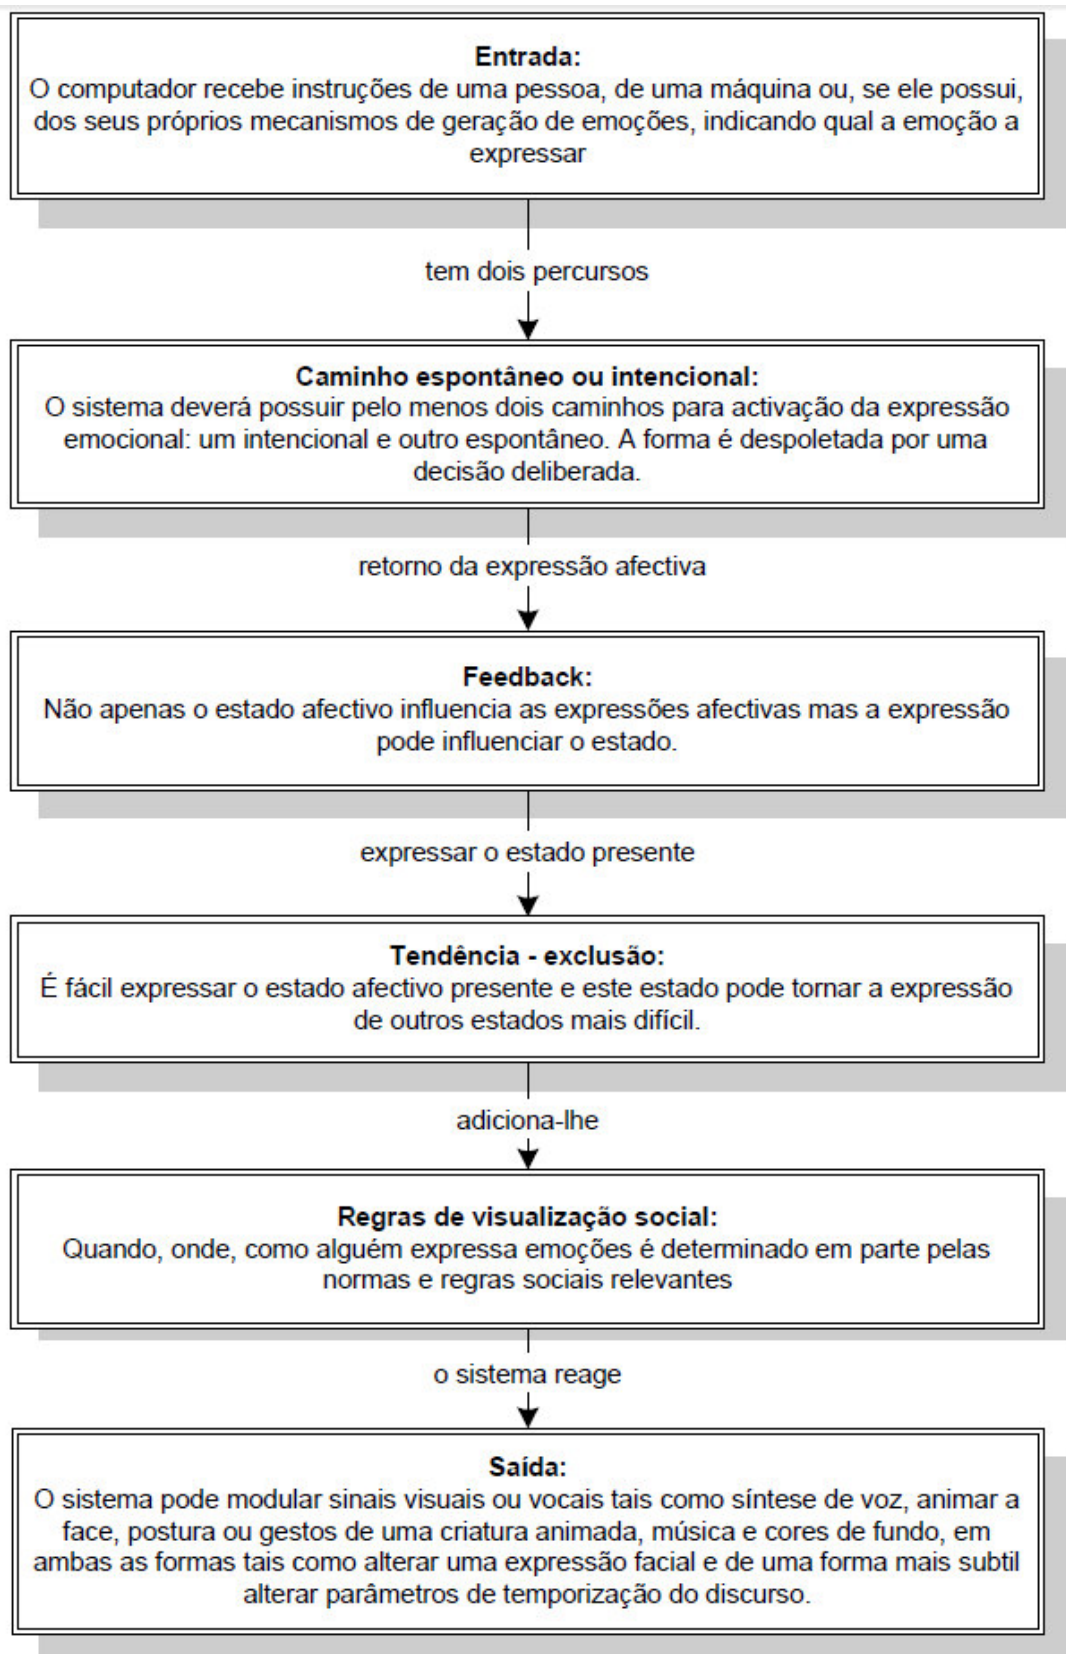 Entrada:
O computador recebe instruções de uma pessoa, de uma máquina ou, se ele possui,
dos seus próprios mecanismos de geração de emoções, indicando qual a emoção a
expressar
tem dois percursos
Caminho espontâneo ou intencional:
O sistema deverá possuir pelo menos dois caminhos para activação da expressão
emocional: um intencional e outro espontâneo. A forma é despoletada por uma
decisão deliberada.
retorno da expressão afectiva
Feedback:
Não apenas o estado afectivo influencia as expressões afectivas mas a expressão
pode influenciar o estado.
expressar o estado presente
Tendência - exclusão:
É fácil expressar o estado afectivo presente e este estado pode tornar a expressão
de outros estados mais difícil.
adiciona-lhe
Regras de visualização social:
Quando, onde, como alguém expressa emoções é determinado em parte pelas
normas e regras sociais relevantes
o sistema reage
Saída:
O sistema pode modular sinais visuais ou vocais tais como síntese de voz, animar a
face, postura ou gestos de uma criatura animada, música e cores de fundo, em
ambas as formas tais como alterar uma expressão facial e de uma forma mais subtil
alterar parâmetros de temporização do discurso.